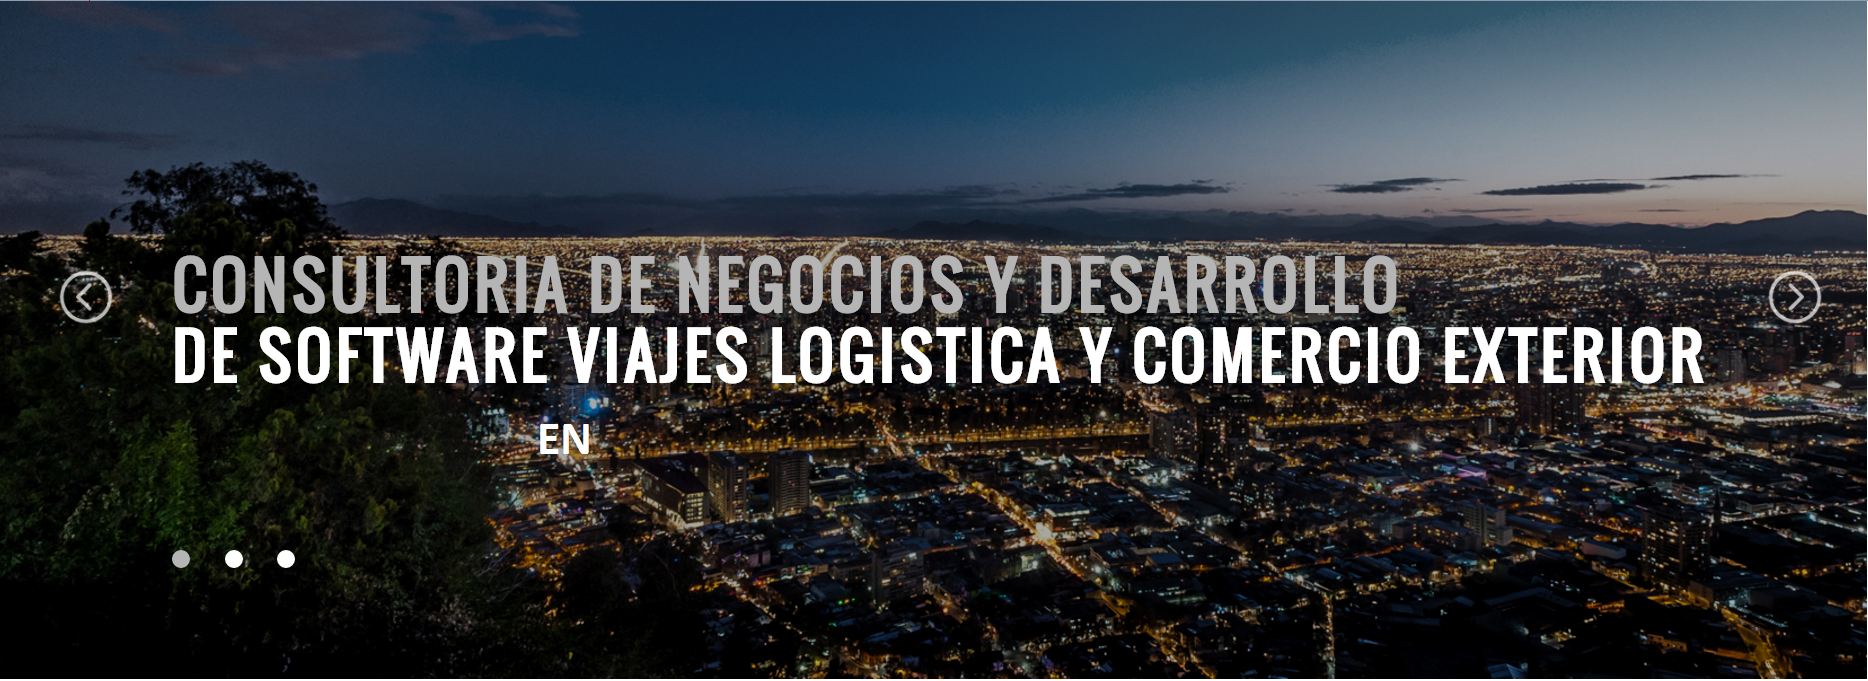 CONSULTORIA DE NEGOCIOS Y DESARROLLO
DE SOFTWARE VIAJES LOGISTICA Y COMERCIO EXTERIOR
EN